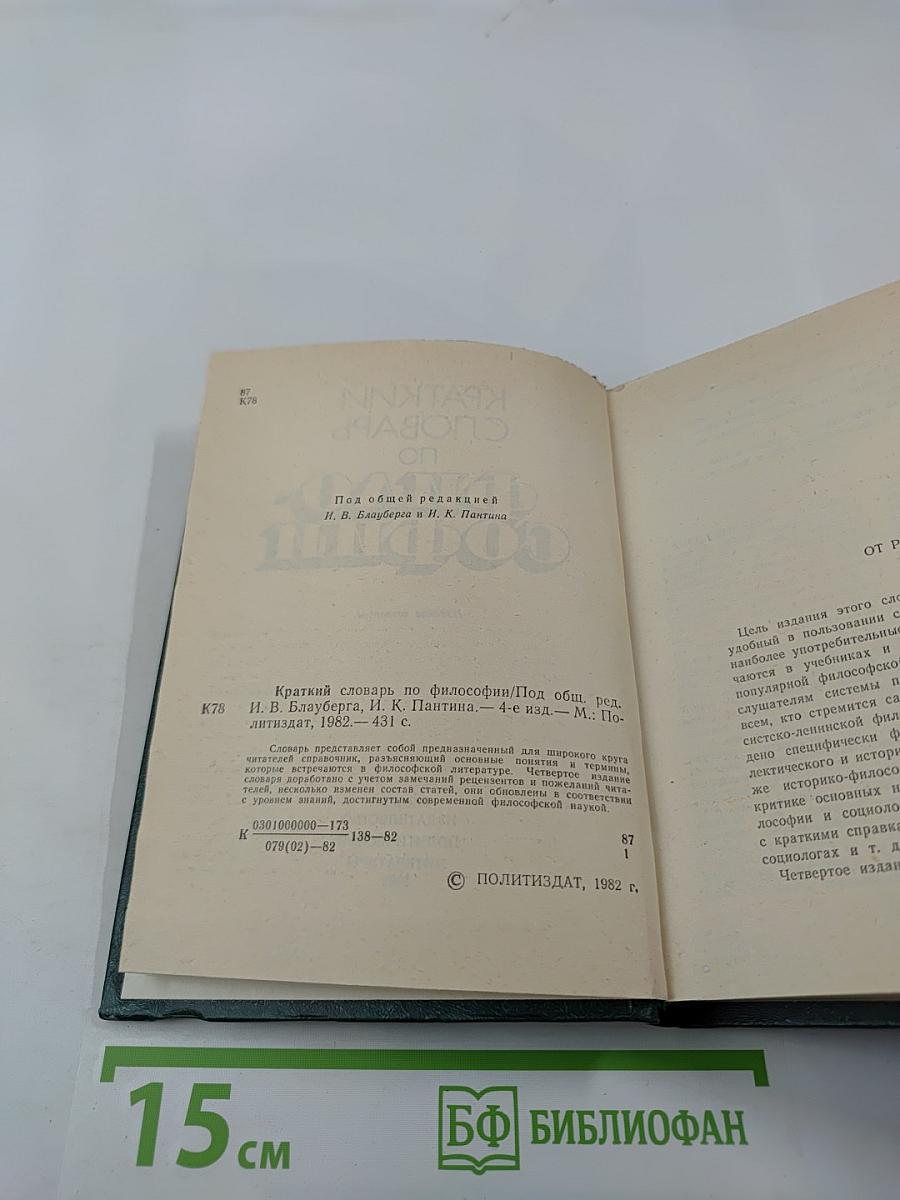 87
К78
Под общей редакцией
И. В. Блауберга и И. К. Пантина
Краткий словарь по философии/Под общ. ред.
К78 И. В. Блауберга, И. К. Пантина.— 4-е изд.— М.: По-
литиздат, 1982.— 431 с.
Словарь представляет собой предназначенный для широкого круга
читателей справочник, разъясняющий основные понятия и термины,
которые встречаются в философской литературе. Четвертое издание
словаря доработано с учетом замечаний рецензентов и пожеланий чита-
телей, несколько изменен состав статей, они обновлены в соответствии
с уровнем знаний, достигнутым современной философской наукой.
К 0301000000—173 138—82
079(02)—82
87
1
© ПОЛИТИЗДАТ, 1982 г.
ОТ Р
Цель издания этого сло
удобный в пользовании с
наиболее употребительные
чаются в учебниках и
популярной философской
слушателям системы п
всем, кто стремится са
систско-ленинской фил
дено специфически ф
лектического и истори
же историко-филосо
критике основных н
лософии и социоло
с краткими справка
социологах и т. д
Четвертое издан
15 см
БФ БИБЛИОФАН
КРАТКИЙ
СЛОВАРЬ
ПО
ФИЛО
СОФИИ